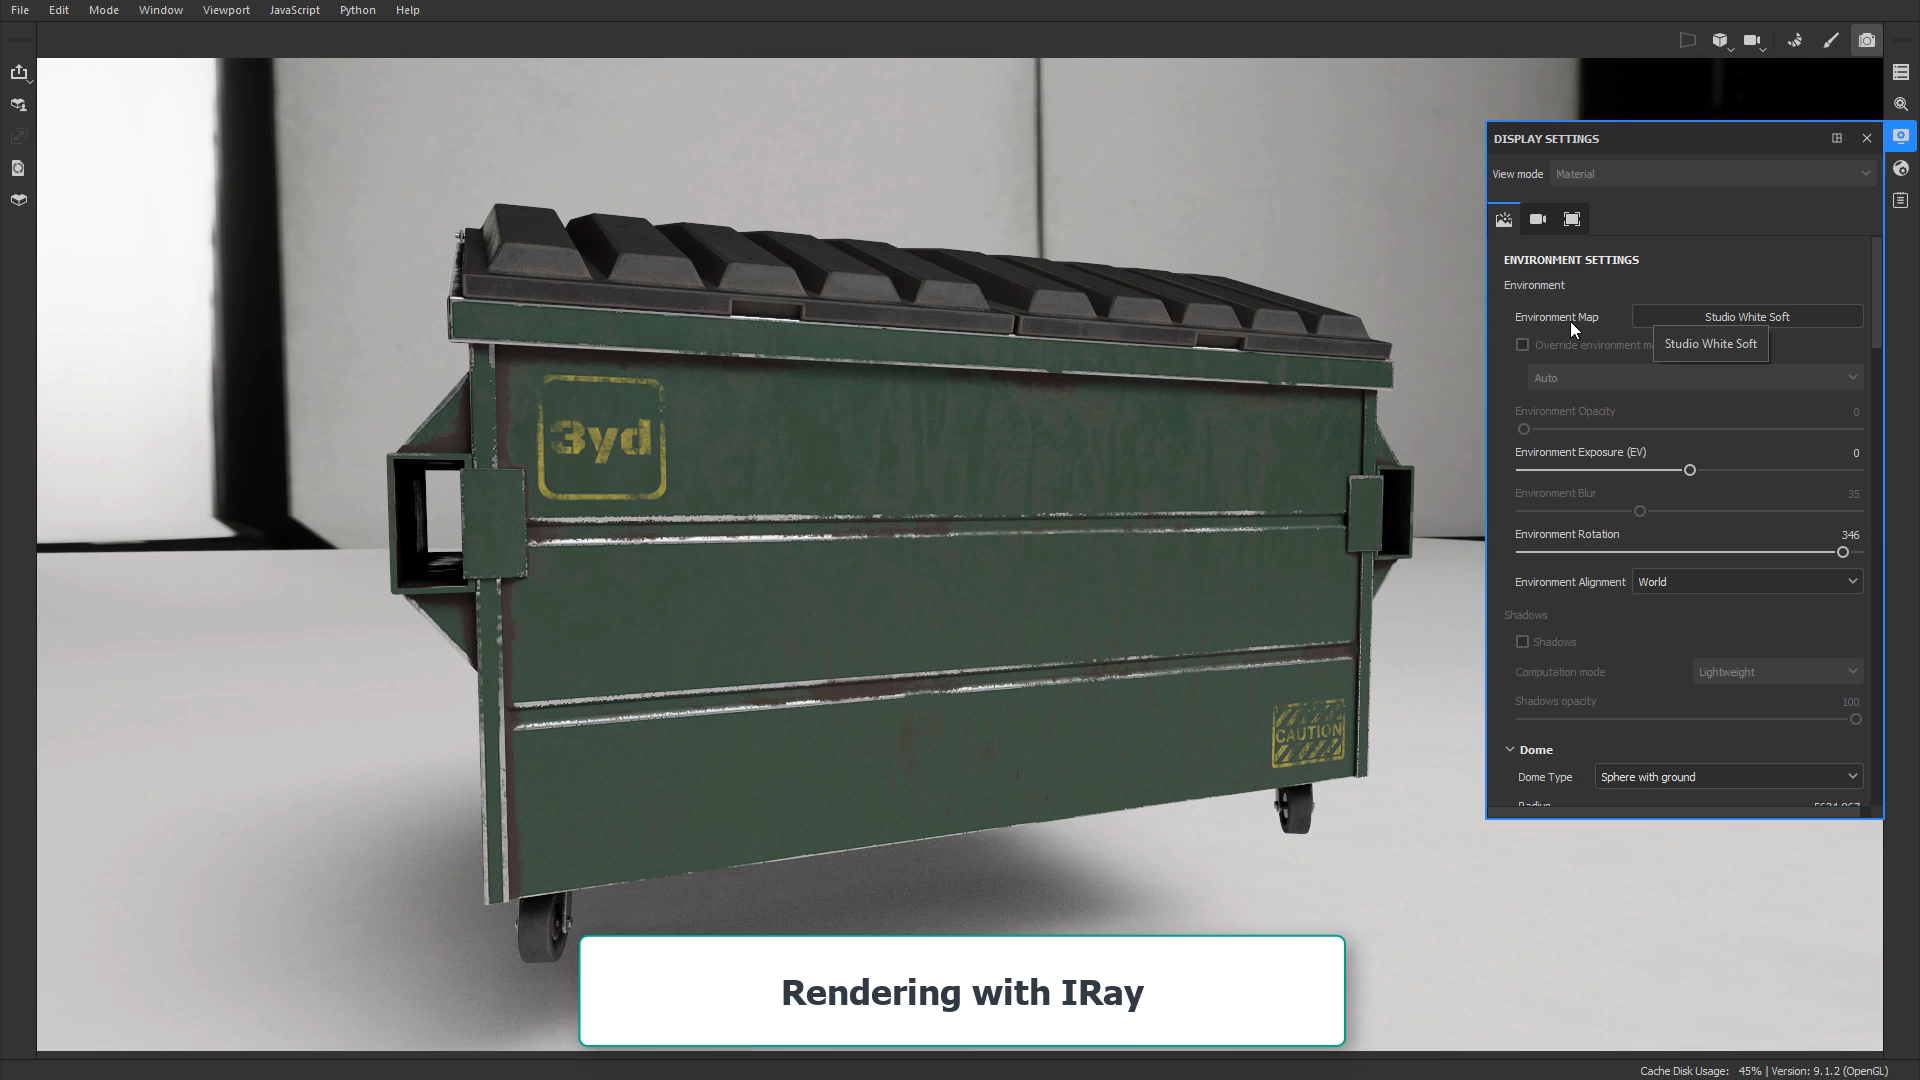 File Edit Mode Window Viewport JavaScript Python Help
DISPLAY SETTINGS
View mode Material
ENVIRONMENT SETTINGS
Environment
Environment Map Studio White Soft
Override environment
Studio White Soft
Auto
Environment Opacity 0
Environment Exposure (EV) 0
Environment Blur 35
Environment Rotation 346
Environment Alignment World
Shadows
Shadows
Computation mode Lightweight
Shadows opacity 100
Dome
Dome Type Sphere with ground
3yd
CAUTION
Rendering with IRay
Cache Disk Usage: 45% | Version: 9.1.2 (OpenGL)